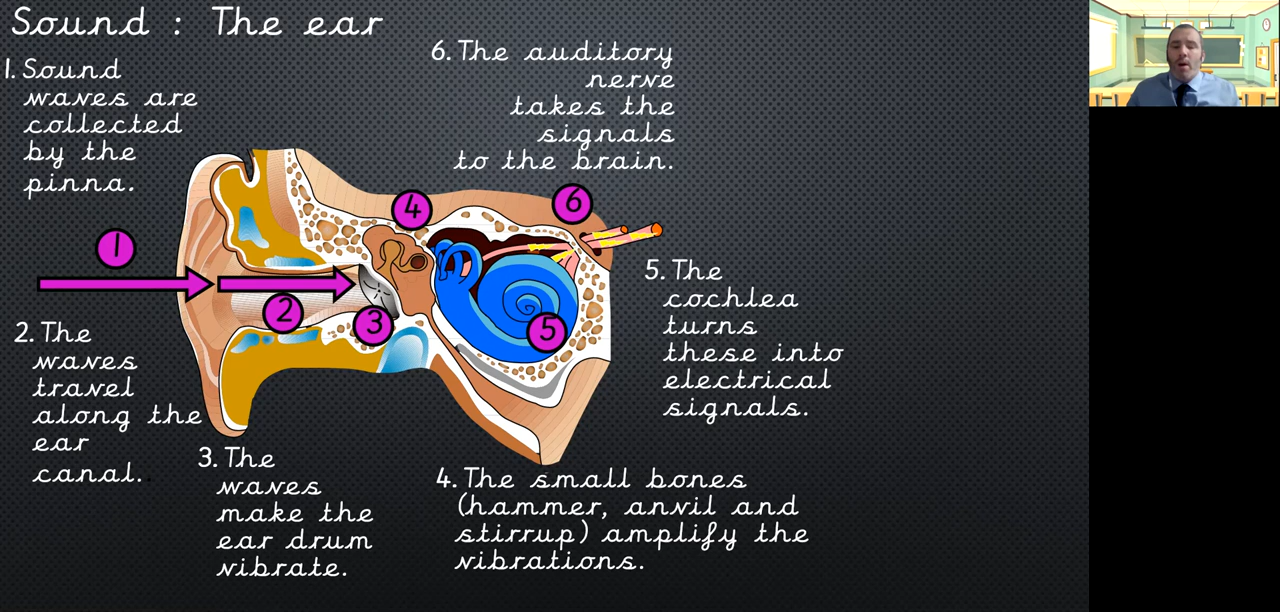 Sound : The ear
1. Sound
waves are
collected
by the
pinna.
2. The
waves
travel
along the
ear
canal.
3. The
waves
make the
ear drum
vibrate.
4. The small bones
(hammer, anvil and
stirrup) amplify the
vibrations.
5. The
cochlea
turns
these into
electrical
signals.
6. The auditory
nerve
takes the
signals
to the brain.
1
2
3
4
5
6